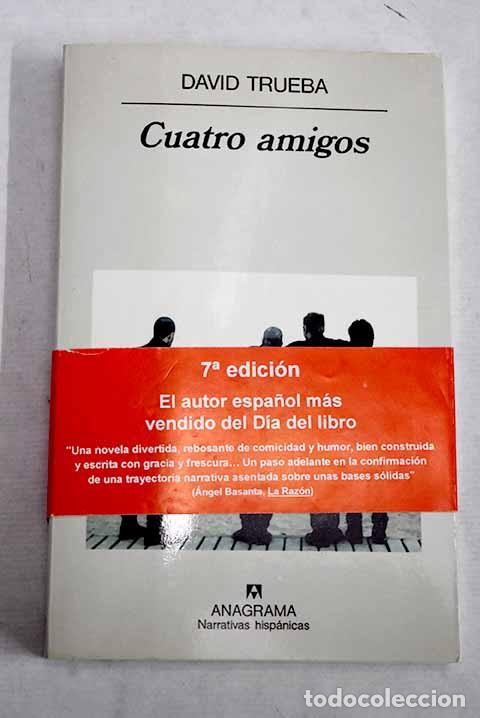 DAVID TRUEBA
Cuatro amigos
7ª edición
El autor español más
vendido del Día del libro
"Una novela divertida, rebosante de comicidad y humor, bien construida
y escrita con gracia y frescura... Un paso adelante en la confirmación
de una trayectoria narrativa asentada sobre unas bases sólidas"
(Ángel Basanta, La Razón)
ANAGRAMA
Narrativas hispánicas
todocoleccion